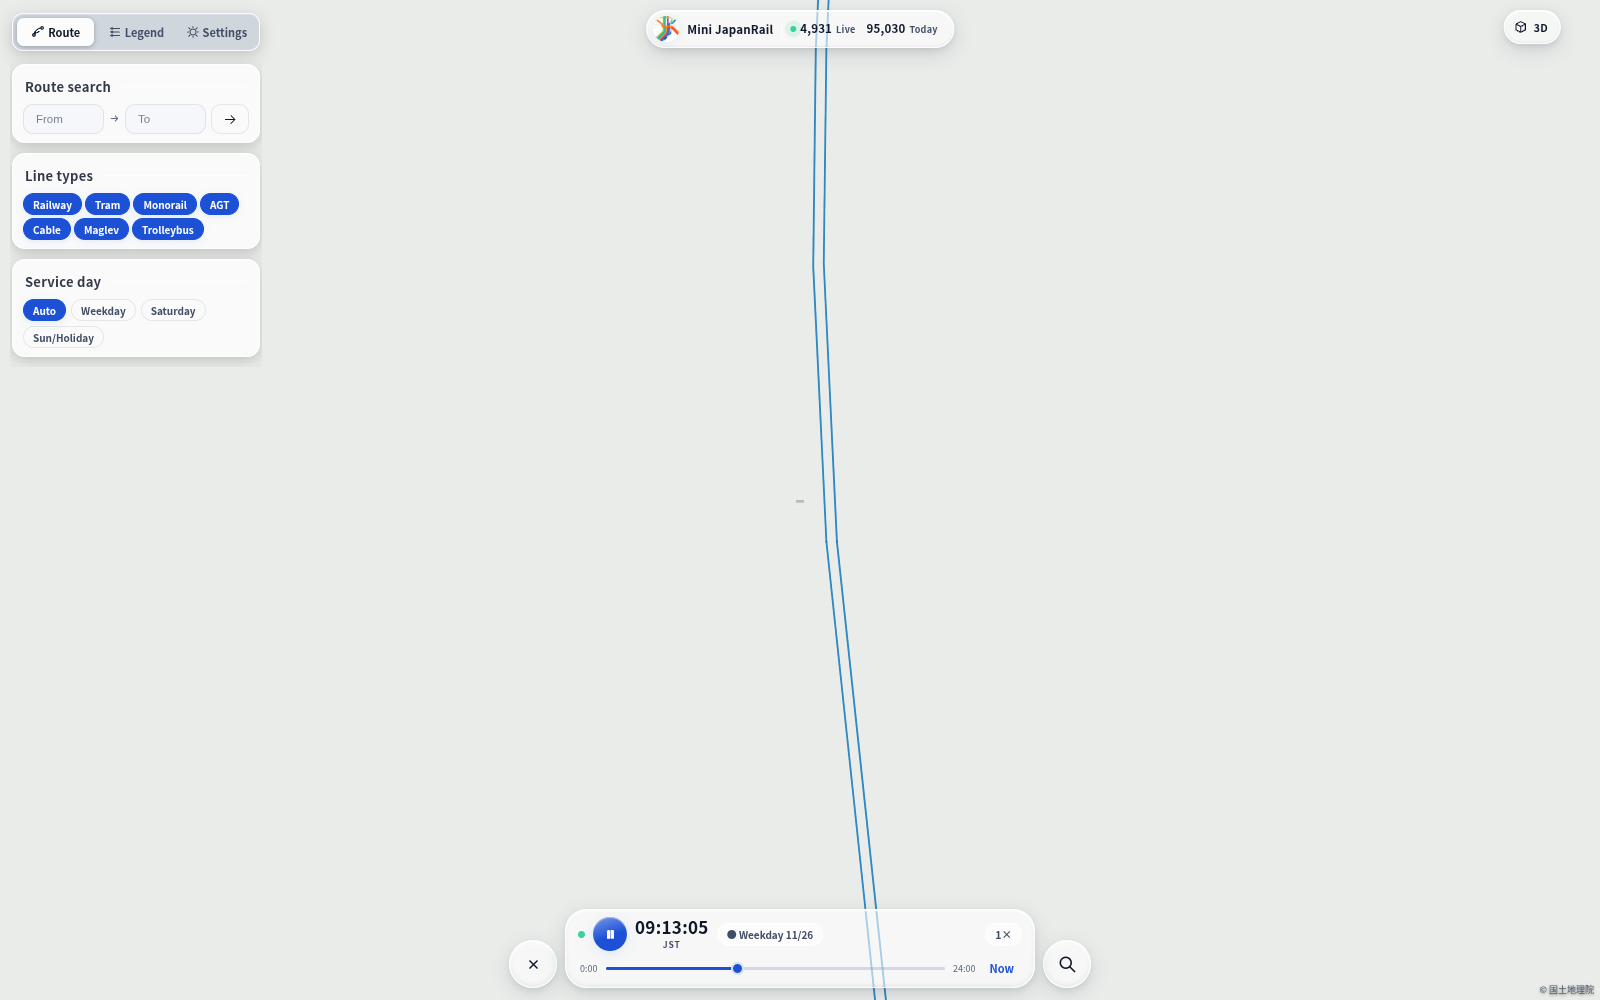 Route
Legend
Settings
Route search
From → To →
Line types
Railway
Tram
Monorail
AGT
Cable
Maglev
Trolleybus
Service day
Auto
Weekday
Saturday
Sun/Holiday
Mini JapanRail 4,931 Live 95,030 Today
3D
09:13:05
JST
Weekday 11/26
1×
0:00
24:00
Now
© 国土地理院